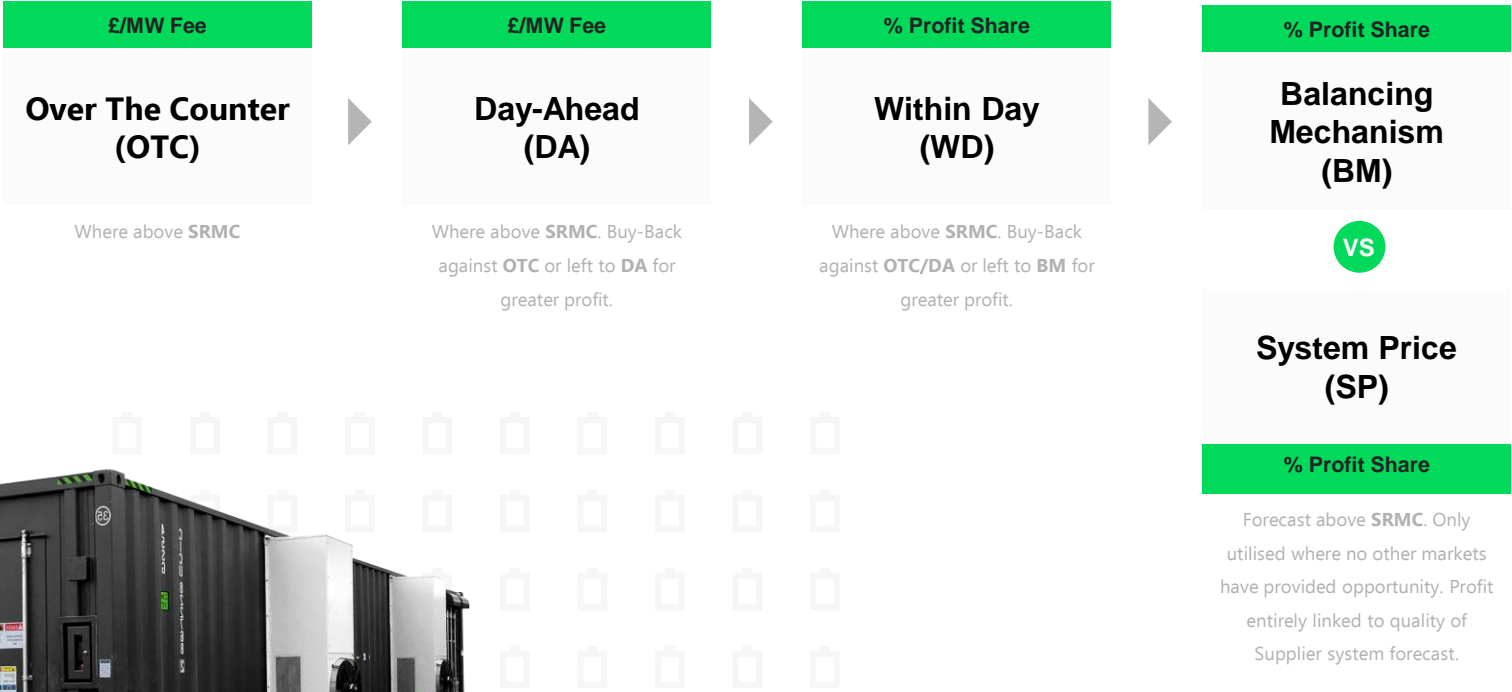 £/MW Fee
Over The Counter
(OTC)
Where above SRMC
£/MW Fee
Day-Ahead
(DA)
Where above SRMC. Buy-Back
against OTC or left to DA for
greater profit.
% Profit Share
Within Day
(WD)
Where above SRMC. Buy-Back
against OTC/DA or left to BM for
greater profit.
% Profit Share
Balancing
Mechanism
(BM)
VS
System Price
(SP)
% Profit Share
Forecast above SRMC. Only
utilised where no other markets
have provided opportunity. Profit
entirely linked to quality of
Supplier system forecast.
35